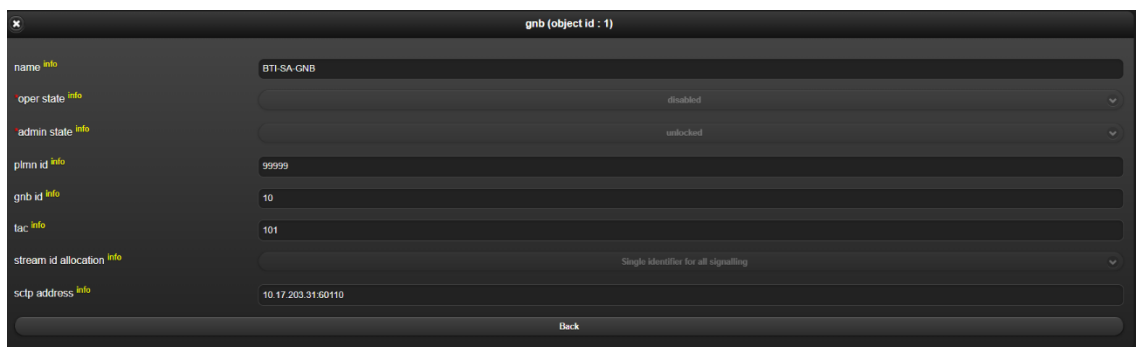 gnb (object id : 1)
name info
BTI-SA-GNB
*oper state info
disabled
*admin state info
unlocked
plmn id info
99999
gnb id info
10
tac info
101
stream id allocation info
Single identifier for all signalling
sctp address info
10.17.203.31:60110
Back